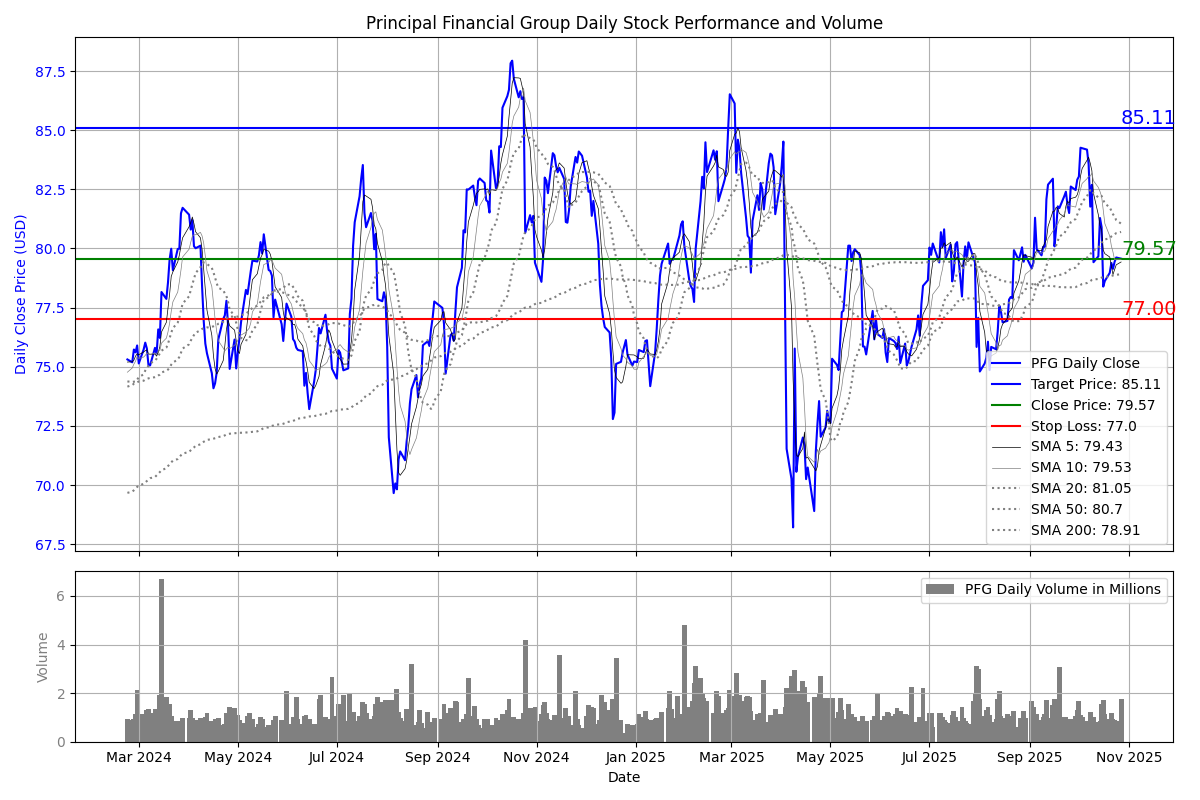 Principal Financial Group Daily Stock Performance and Volume
Daily Close Price (USD)
87.5
85.0
82.5
80.0
77.5
75.0
72.5
70.0
67.5
85.11
79.57
77.00
PFG Daily Close
Target Price: 85.11
Close Price: 79.57
Stop Loss: 77.0
SMA 5: 79.43
SMA 10: 79.53
SMA 20: 81.05
SMA 50: 80.7
SMA 200: 78.91
Volume
6
4
2
0
PFG Daily Volume in Millions
Mar 2024 May 2024 Jul 2024 Sep 2024 Nov 2024 Jan 2025 Mar 2025 May 2025 Jul 2025 Sep 2025 Nov 2025
Date